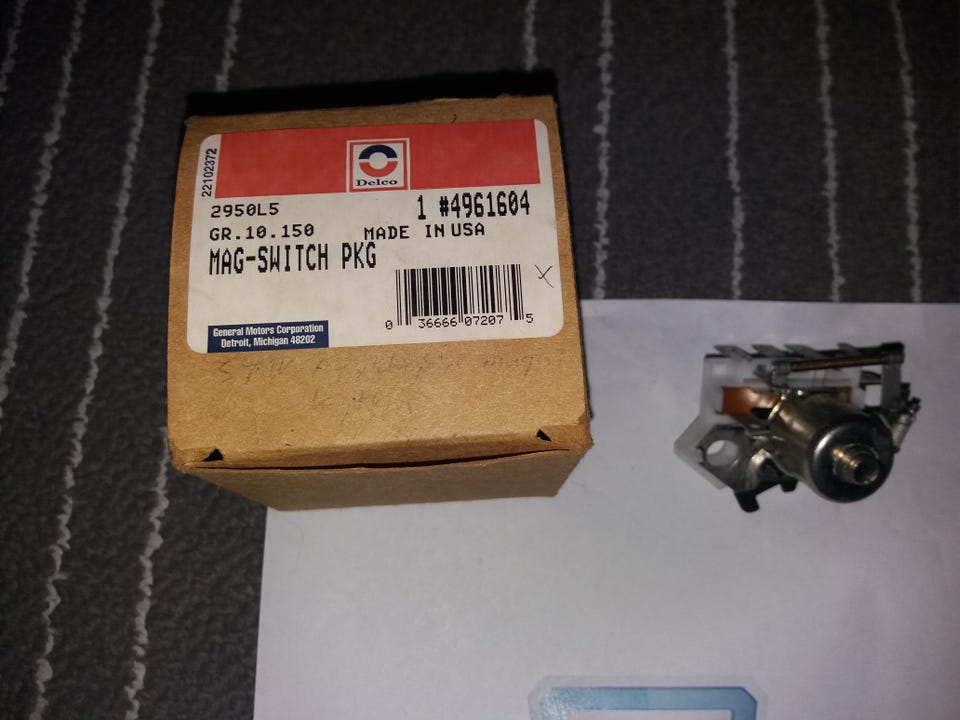 22102372
Delco
2950L5
1 #4961604
GR.10.150
MADE IN USA
MAG-SWITCH PKG
X
0 36666 07207 5
General Motors Corporation
Detroit, Michigan 48202